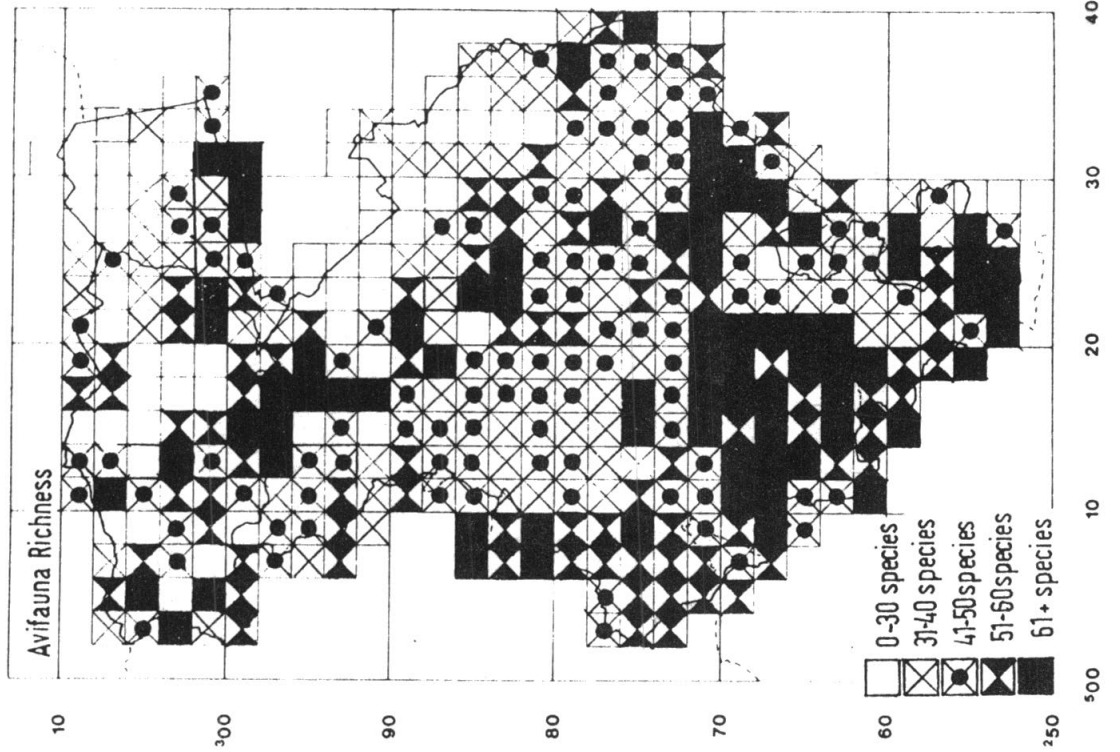 Avifauna Richness
10
300
90
80
70
60
250
500
10
20
30
40
0-30 species
31-40 species
41-50 species
51-60 species
61+ species